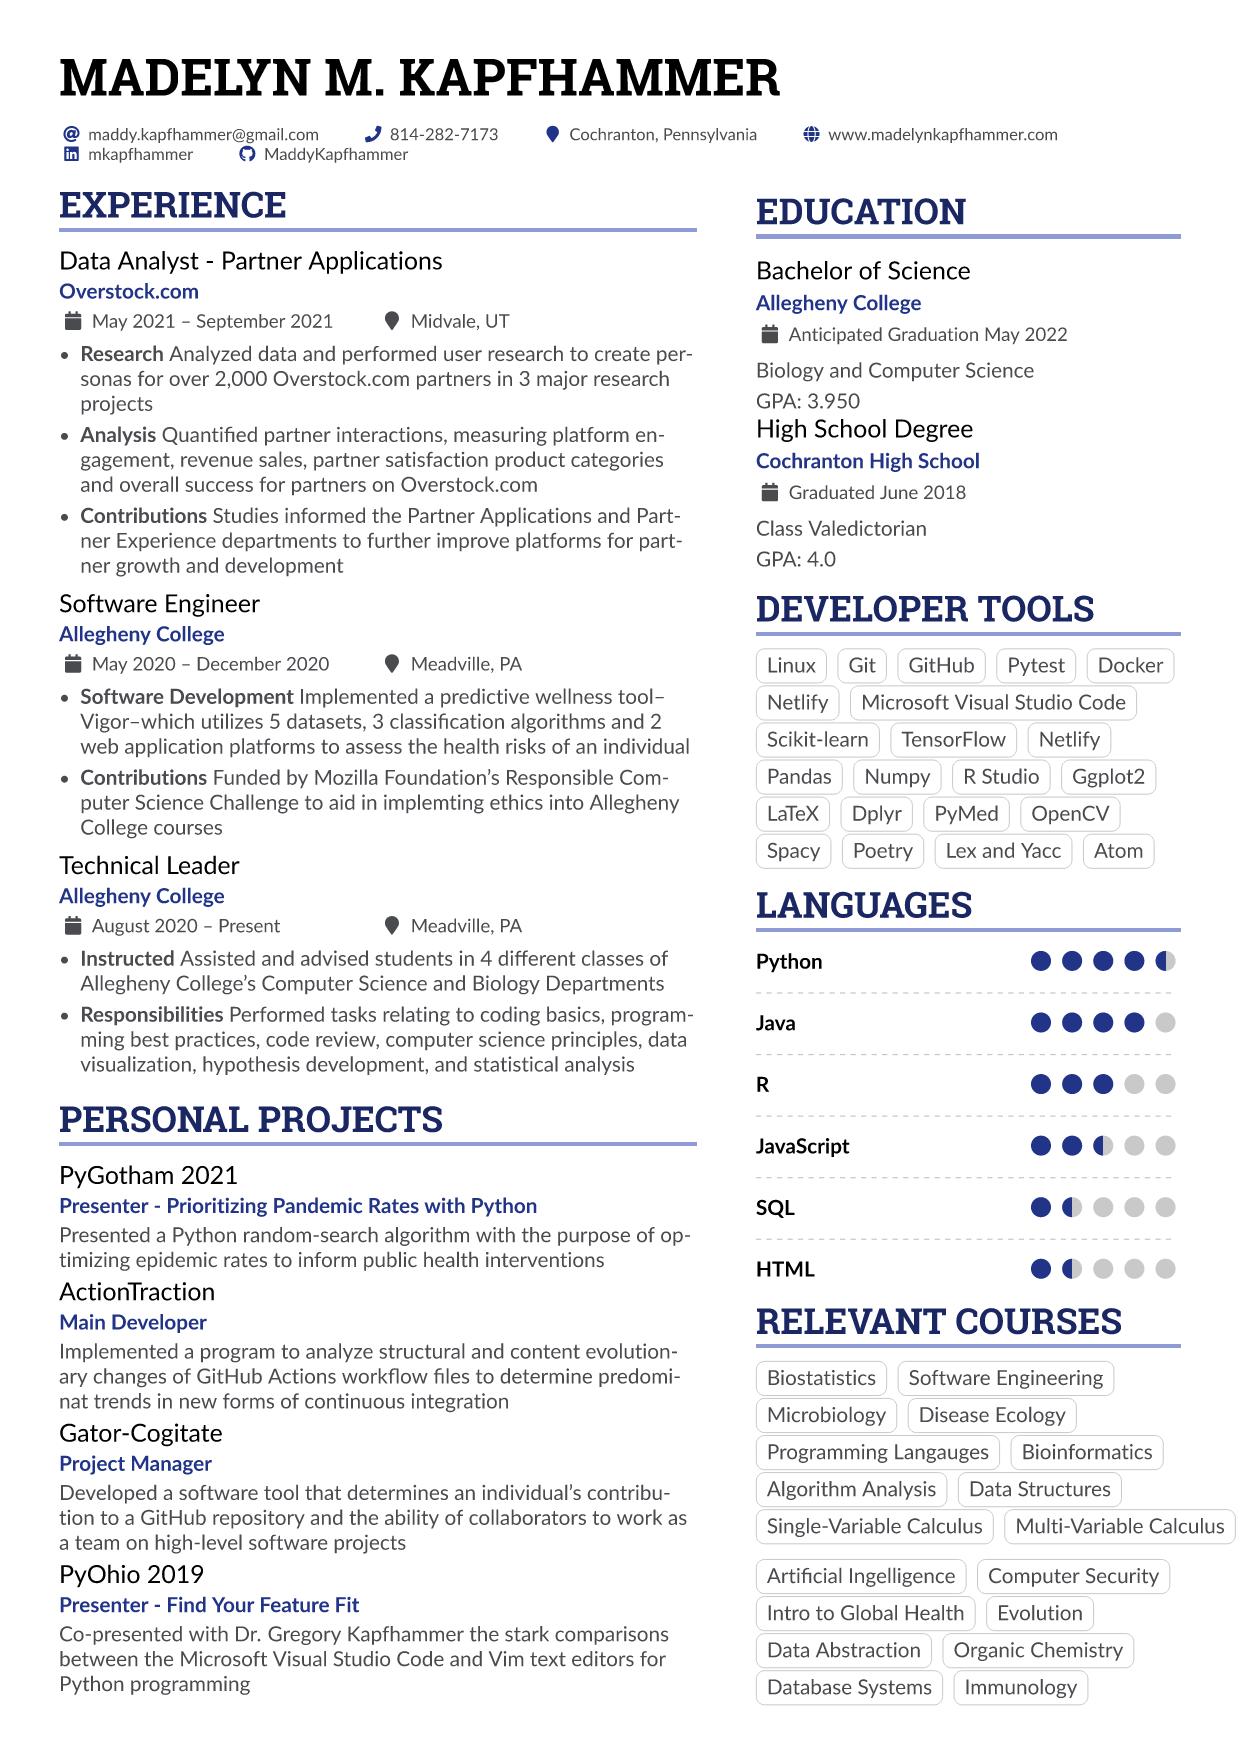 MADELYN M. KAPFHAMMER
maddy.kapfhammer@gmail.com 814-282-7173 Cochranton, Pennsylvania www.madelynkapfhammer.com
mkapfhammer MaddyKapfhammer
EXPERIENCE
Data Analyst - Partner Applications
Overstock.com
May 2021 – September 2021 Midvale, UT
• Research Analyzed data and performed user research to create per-
sonas for over 2,000 Overstock.com partners in 3 major research
projects
• Analysis Quantified partner interactions, measuring platform en-
gagement, revenue sales, partner satisfaction product categories
and overall success for partners on Overstock.com
• Contributions Studies informed the Partner Applications and Part-
ner Experience departments to further improve platforms for part-
ner growth and development
Software Engineer
Allegheny College
May 2020 – December 2020 Meadville, PA
• Software Development Implemented a predictive wellness tool–
Vigor–which utilizes 5 datasets, 3 classification algorithms and 2
web application platforms to assess the health risks of an individual
• Contributions Funded by Mozilla Foundation's Responsible Com-
puter Science Challenge to aid in implemting ethics into Allegheny
College courses
Technical Leader
Allegheny College
August 2020 – Present Meadville, PA
• Instructed Assisted and advised students in 4 different classes of
Allegheny College's Computer Science and Biology Departments
• Responsibilities Performed tasks relating to coding basics, program-
ming best practices, code review, computer science principles, data
visualization, hypothesis development, and statistical analysis
PERSONAL PROJECTS
PyGotham 2021
Presenter - Prioritizing Pandemic Rates with Python
Presented a Python random-search algorithm with the purpose of op-
timizing epidemic rates to inform public health interventions
ActionTraction
Main Developer
Implemented a program to analyze structural and content evolution-
ary changes of GitHub Actions workflow files to determine predomi-
nat trends in new forms of continuous integration
Gator-Cogitate
Project Manager
Developed a software tool that determines an individual's contribu-
tion to a GitHub repository and the ability of collaborators to work as
a team on high-level software projects
PyOhio 2019
Presenter - Find Your Feature Fit
Co-presented with Dr. Gregory Kapfhammer the stark comparisons
between the Microsoft Visual Studio Code and Vim text editors for
Python programming
EDUCATION
Bachelor of Science
Allegheny College
Anticipated Graduation May 2022
Biology and Computer Science
GPA: 3.950
High School Degree
Cochranton High School
Graduated June 2018
Class Valedictorian
GPA: 4.0
DEVELOPER TOOLS
Linux Git GitHub Pytest Docker
Netlify Microsoft Visual Studio Code
Scikit-learn TensorFlow Netlify
Pandas Numpy R Studio Ggplot2
LaTeX Dplyr PyMed OpenCV
Spacy Poetry Lex and Yacc Atom
LANGUAGES
Python
Java
R
JavaScript
SQL
HTML
RELEVANT COURSES
Biostatistics Software Engineering
Microbiology Disease Ecology
Programming Langauges Bioinformatics
Algorithm Analysis Data Structures
Single-Variable Calculus Multi-Variable Calculus
Artificial Ingelligence Computer Security
Intro to Global Health Evolution
Data Abstraction Organic Chemistry
Database Systems Immunology